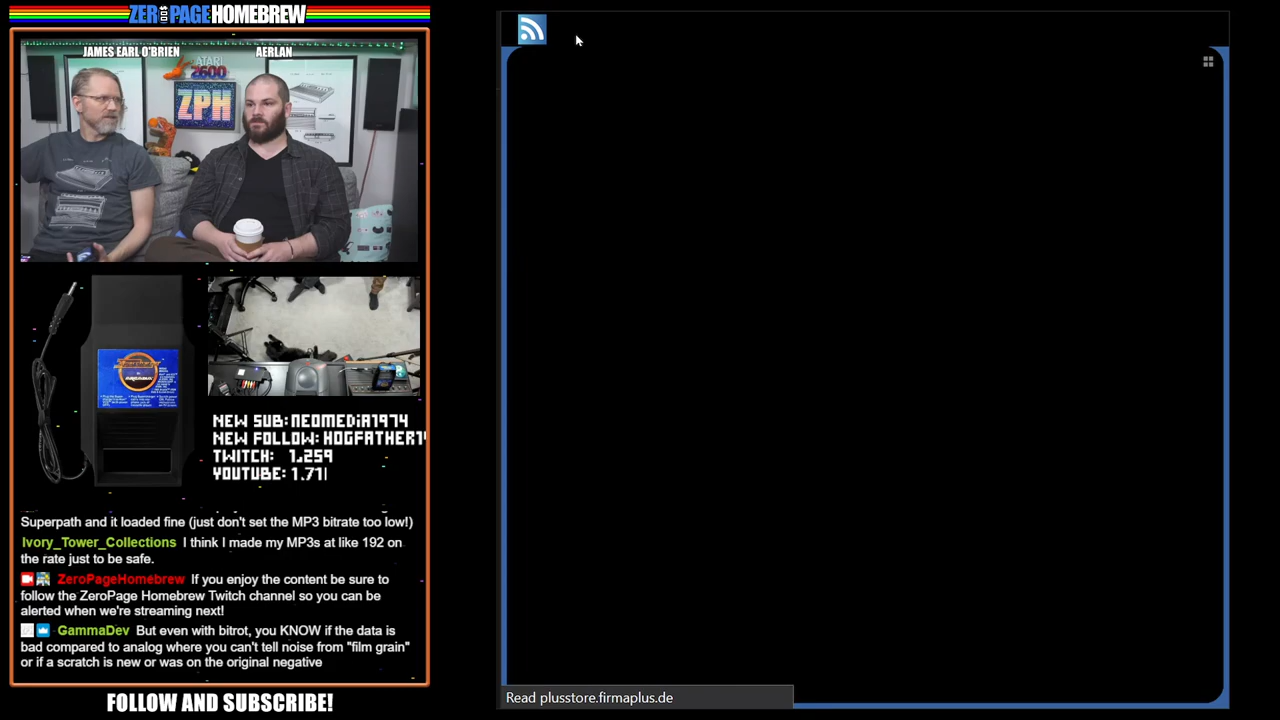 ZEROPAGE HOMEBREW
JAMES EARL O'BRIEN
AERLAN
ATARI
2600
ZPH
NEW SUB: NEOMEDIA1974
NEW FOLLOW: HOGFATHER1
TWITCH: 1,259
YOUTUBE: 1,71
Superpath and it loaded fine (just don't set the MP3 bitrate too low!)
Ivory_Tower_Collections I think I made my MP3s at like 192 on
the rate just to be safe.
ZeroPageHomebrew If you enjoy the content be sure to
follow the ZeroPage Homebrew Twitch channel so you can be
alerted when we're streaming next!
GammaDev But even with bitrot, you KNOW if the data is
bad compared to analog where you can't tell noise from "film grain"
or if a scratch is new or was on the original negative
FOLLOW AND SUBSCRIBE!
Read plusstore.firmaplus.de